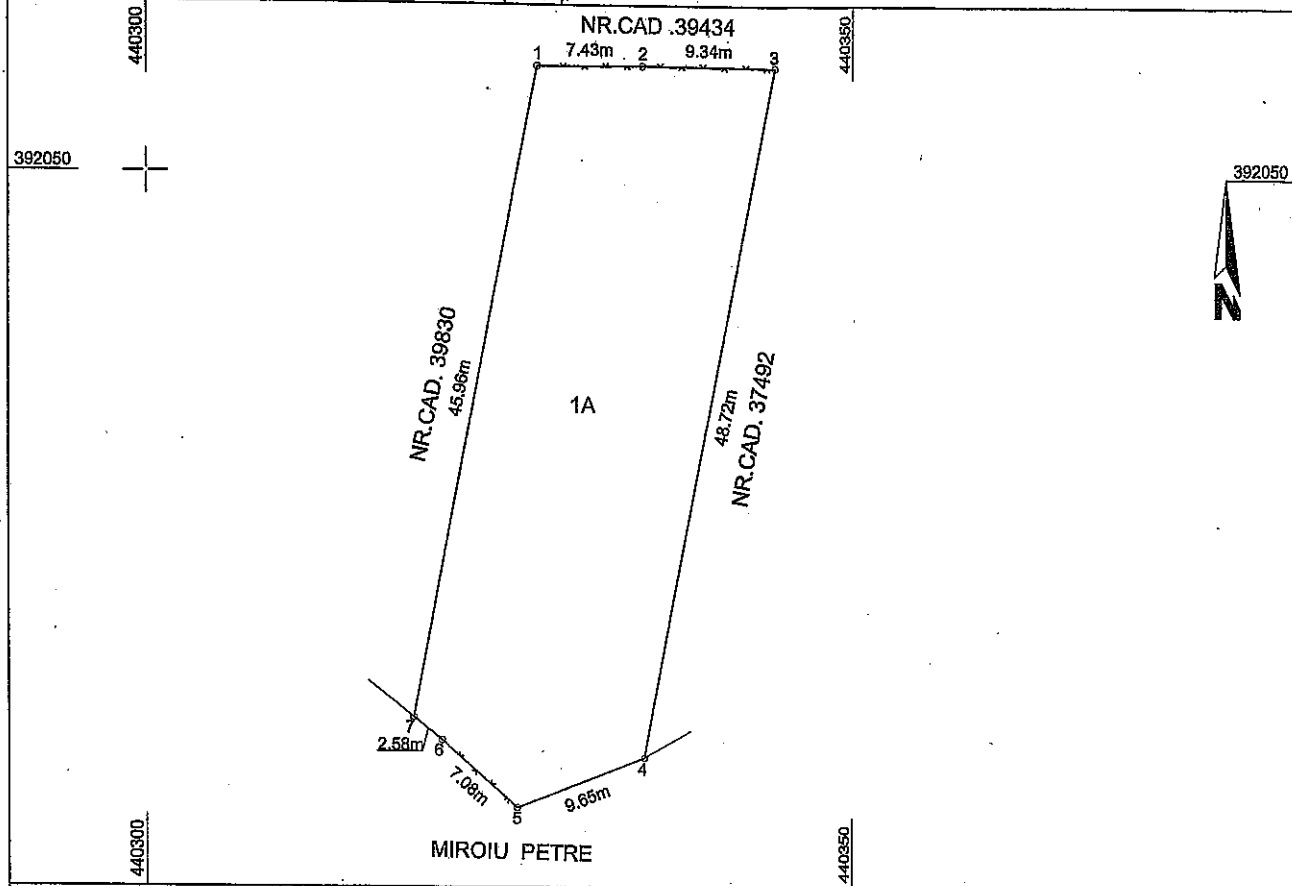 440300
NR.CAD .39434
440350
1 7.43m 2 9.34m 3
392050
392050
N
NR.CAD. 39830
45.96m
1A
48.72m
NR.CAD. 37492
7
2.58m
6
7.08m
5
9.65m
4
440300
MIROIU PETRE
440350